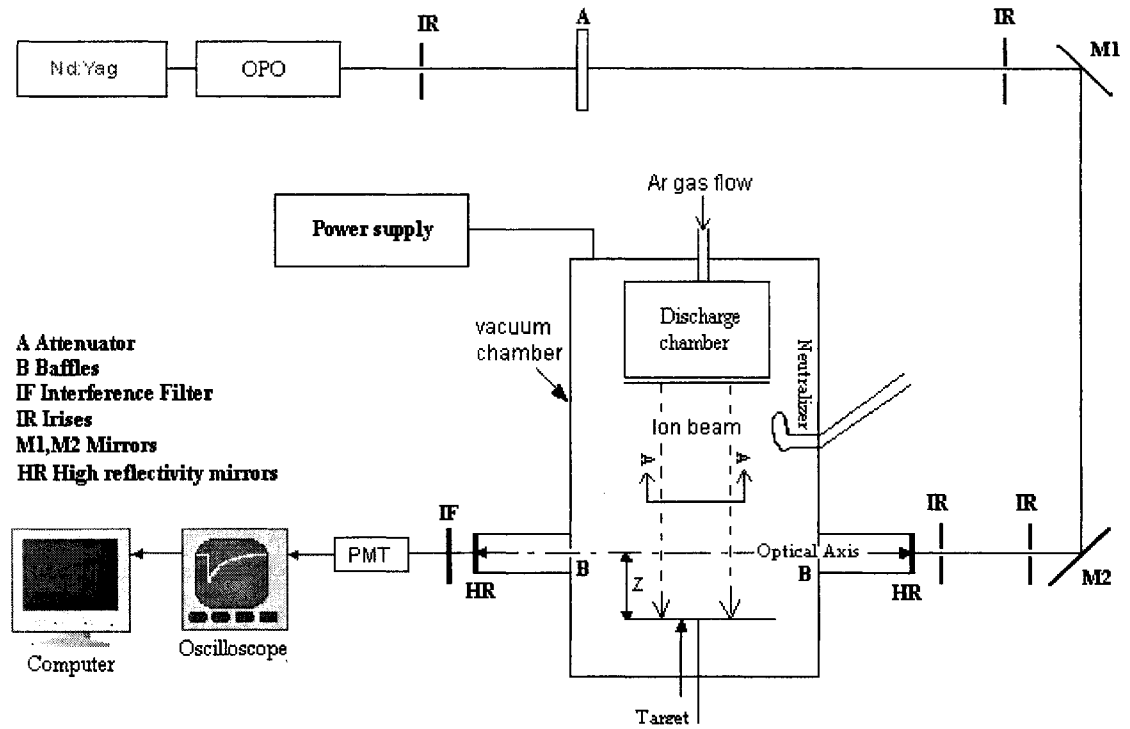 IR
A
IR
M1
Nd:Yag
OPO
Ar gas flow
Power supply
Discharge
chamber
vacuum
chamber
Neutralizer
A Attenuator
B Baffles
IF Interference Filter
IR Irises
M1,M2 Mirrors
HR High reflectivity mirrors
Ion beam
A
A
IF
IR
IR
PMT
Optical Axis
B
B
HR
HR
M2
Z
Computer
Oscilloscope
Target